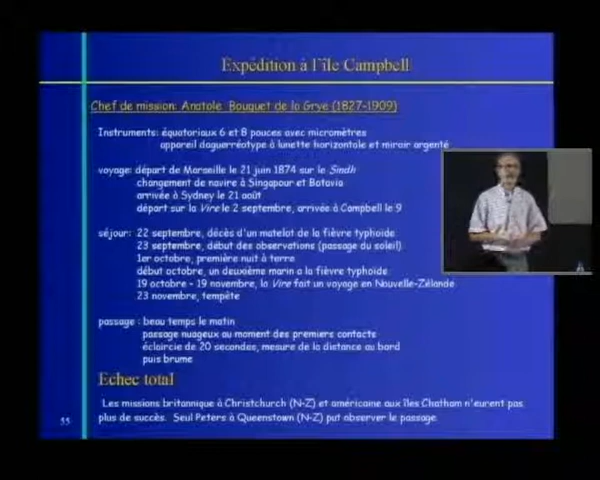 Expédition à l'île Campbell
Chef de mission: Anatole Bouquet de la Grye (1827-1909)
Instruments: équatoriaux 6 et 8 pouces avec micromètres
appareil daguerréotype à lunette horizontale et miroir argenté
voyage: départ de Marseille le 21 juin 1874 sur le Sindh
changement de navire à Singapour et Batavia
arrivée à Sydney le 21 août
départ sur la Vire le 2 septembre, arrivée à Campbell le 9
séjour: 22 septembre, décès d'un matelot de la fièvre typhoïde
23 septembre, début des observations (passage du soleil)
1er octobre, première nuit à terre
début octobre, un deuxième marin a la fièvre typhoïde
19 octobre - 19 novembre, la Vire fait un voyage en Nouvelle-Zélande
23 novembre, tempête
passage : beau temps le matin
passage nuageux au moment des premiers contacts
éclaircie de 20 secondes, mesure de la distance au bord
puis brume
Echec total
Les missions britannique à Christchurch (N-Z) et américaine aux îles Chatham n'eurent pas
plus de succès. Seul Peters à Queenstown (N-Z) put observer le passage
55